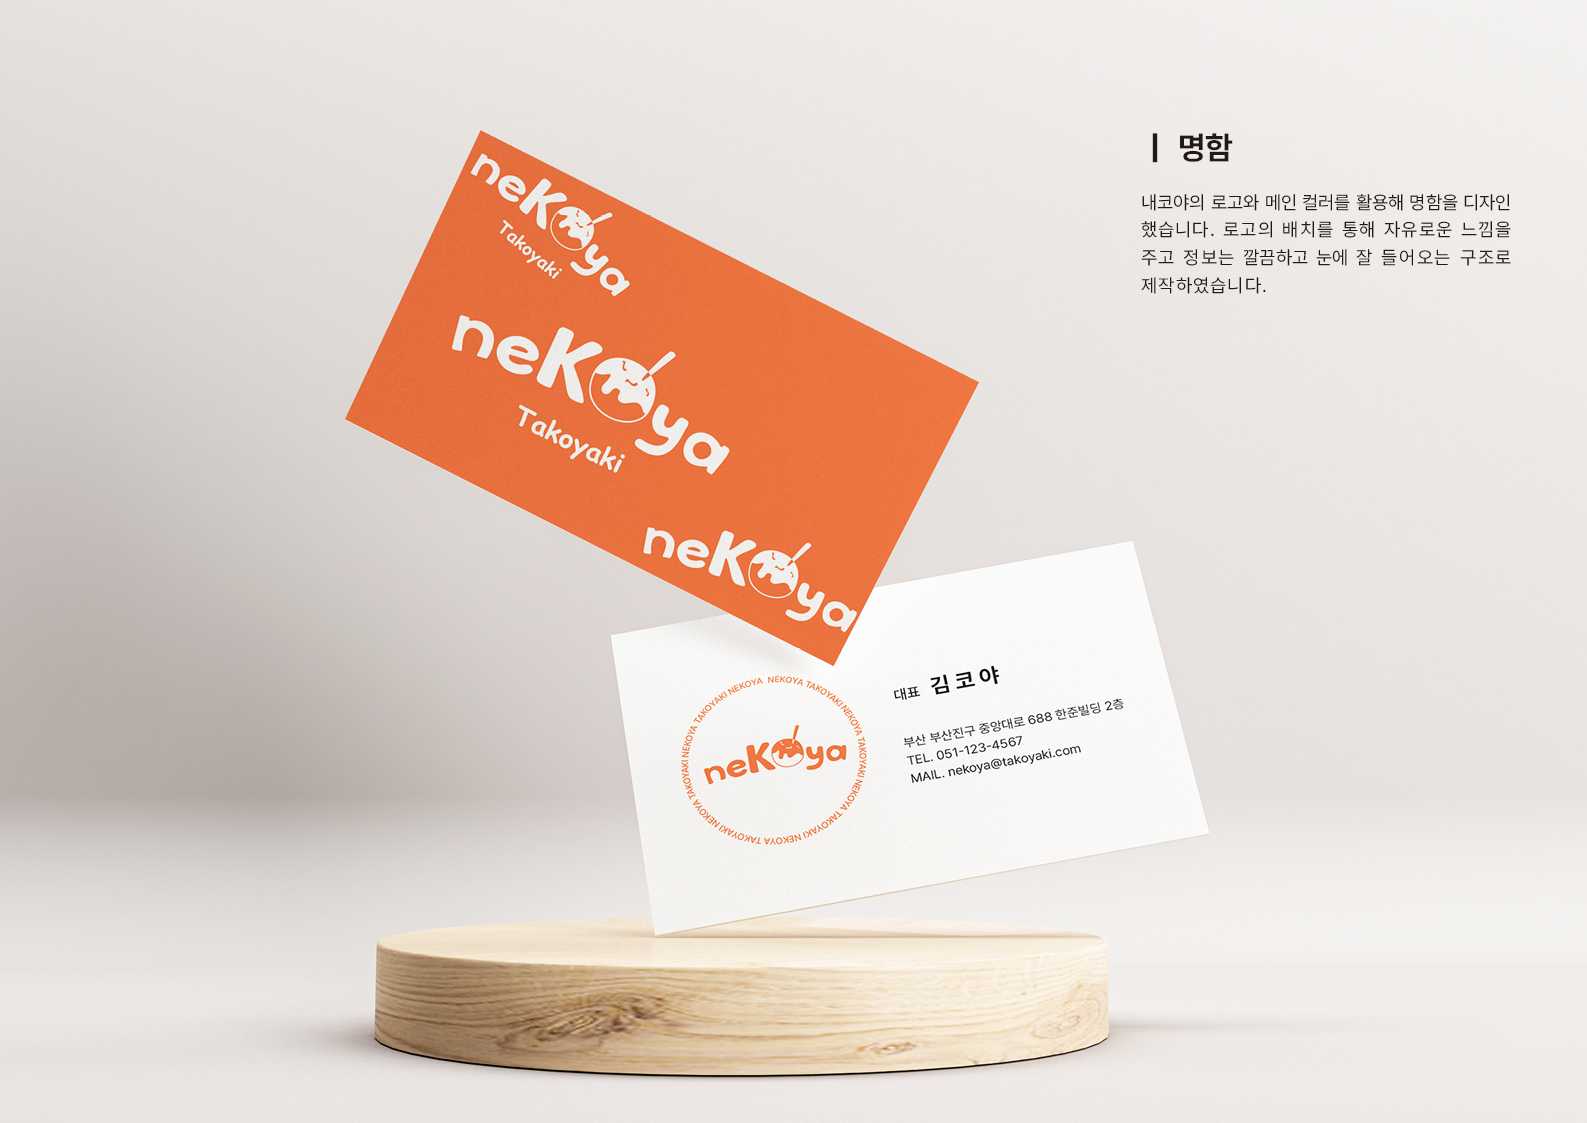 명함
내코야의 로고와 메인 컬러를 활용해 명함을 디자인
했습니다. 로고의 배치를 통해 자유로운 느낌을
주고 정보는 깔끔하고 눈에 잘 들어오는 구조로
제작하였습니다.
neKoya
Takoyaki
neKoya
Takoyaki
neKoya
NEKOYA TAKOYAKI NEKOYA TAKOYAKI NEKOYA TAKOYAKI NEKOYA TAKOYAKI NEKOYA TAKOYAKI NEKOYA TAKOYAKI NEKOYA TAKOYAKI NEKOYA
neKoya
대표 김코야
부산 부산진구 중앙대로 688 한준빌딩 2층
TEL. 051-123-4567
MAIL. nekoya@takoyaki.com